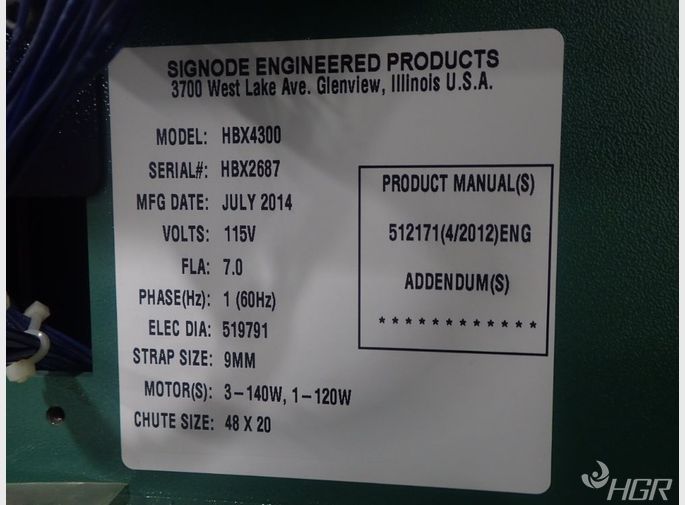 SIGNODE ENGINEERED PRODUCTS
3700 West Lake Ave. Glenview, Illinois U.S.A.
MODEL: HBX4300
SERIAL#: HBX2687
MFG DATE: JULY 2014
VOLTS: 115V
FLA: 7.0
PHASE(Hz): 1 (60Hz)
ELEC DIA: 519791
STRAP SIZE: 9MM
MOTOR(S): 3-140W, 1-120W
CHUTE SIZE: 48 X 20
PRODUCT MANUAL(S)
512171(4/2012)ENG
ADDENDUM(S)
* * * * * * * * * * * *
HGR